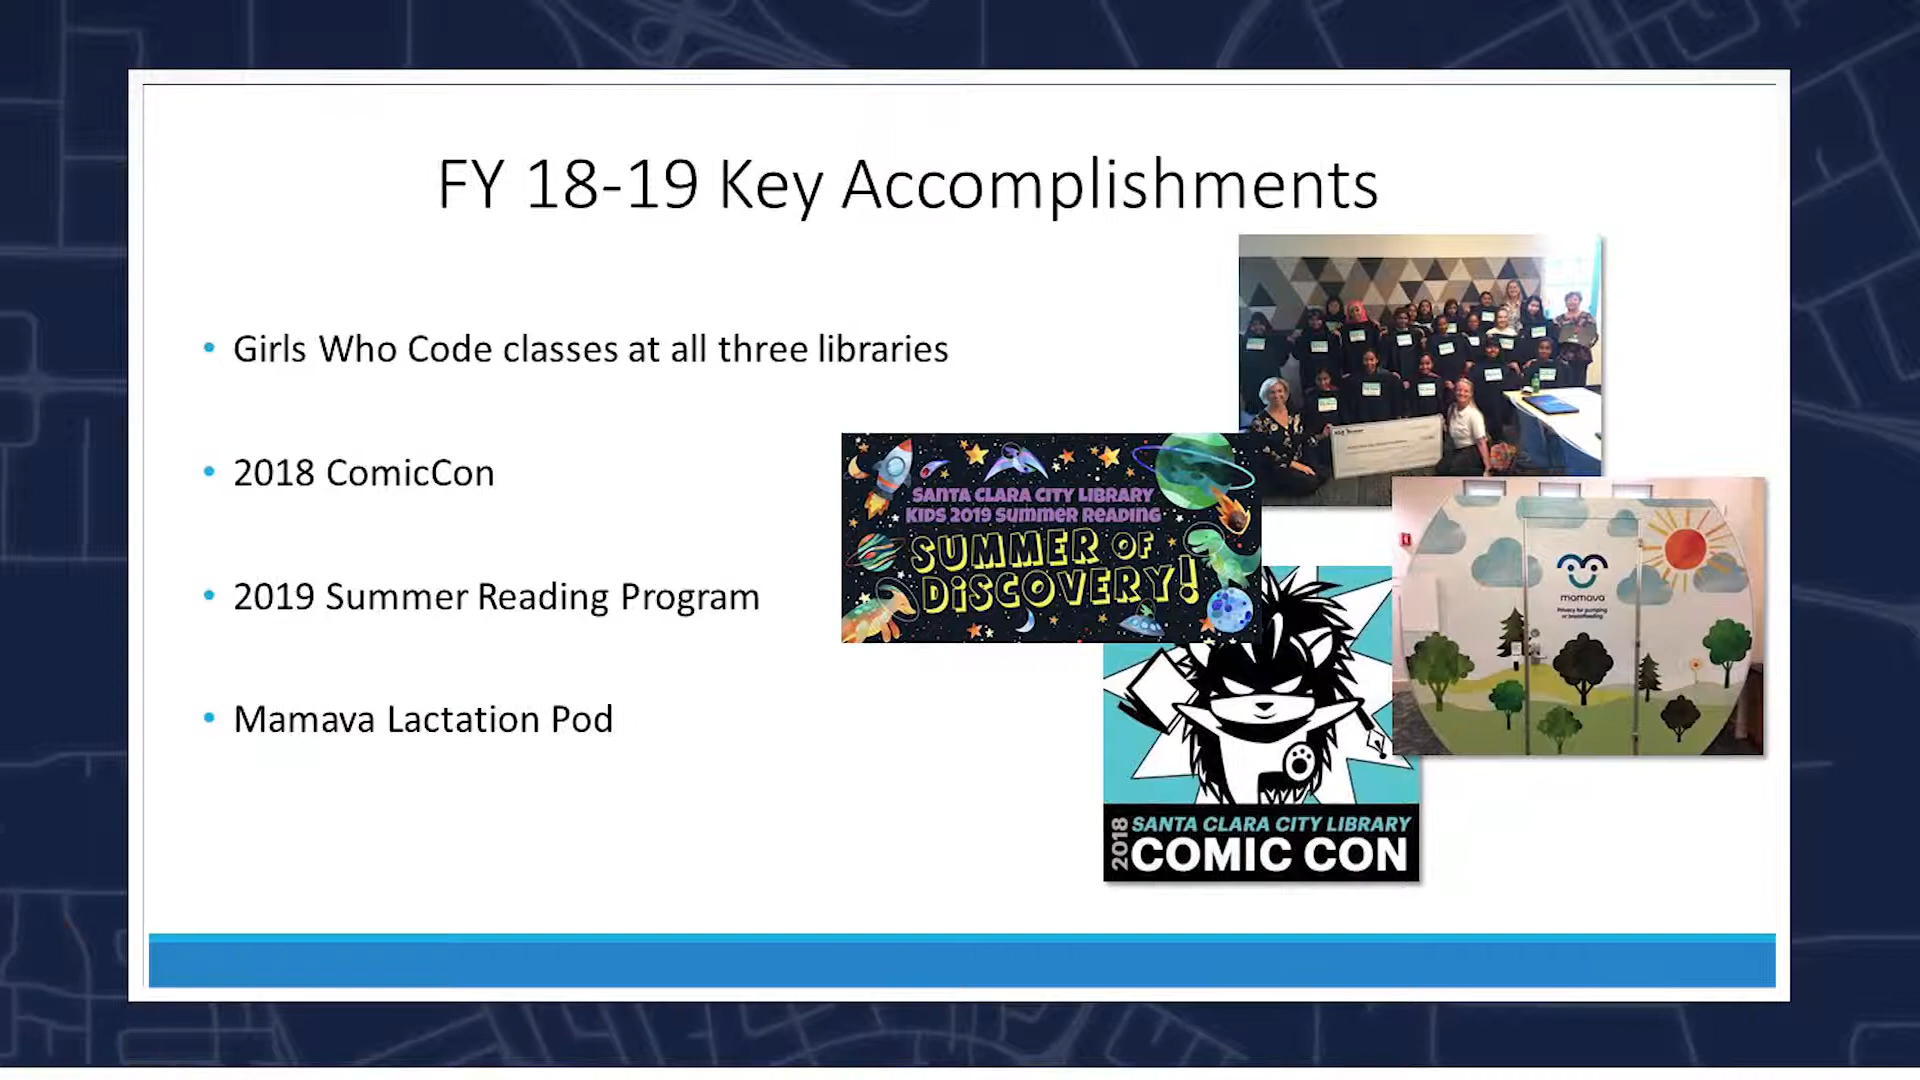 FY 18-19 Key Accomplishments
• Girls Who Code classes at all three libraries
• 2018 ComicCon
• 2019 Summer Reading Program
• Mamava Lactation Pod
SANTA CLARA CITY LIBRARY
KIDS 2019 SUMMER READING
SUMMER OF
DISCOVERY!
mamava
Privacy for pumping
or breastfeeding
2018
SANTA CLARA CITY LIBRARY
COMIC CON